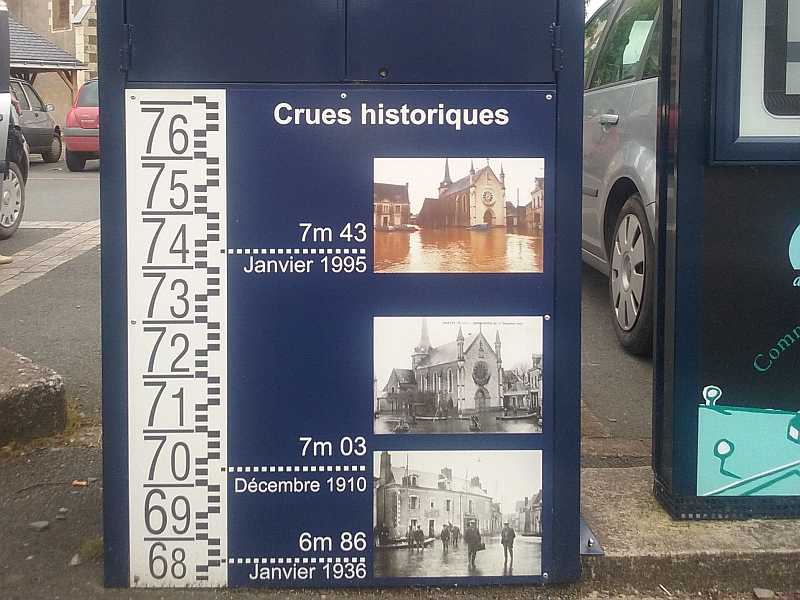 Crues historiques
76
75
74
73
72
71
70
69
68
7m 43
Janvier 1995
7m 03
Décembre 1910
6m 86
Janvier 1936
Comm